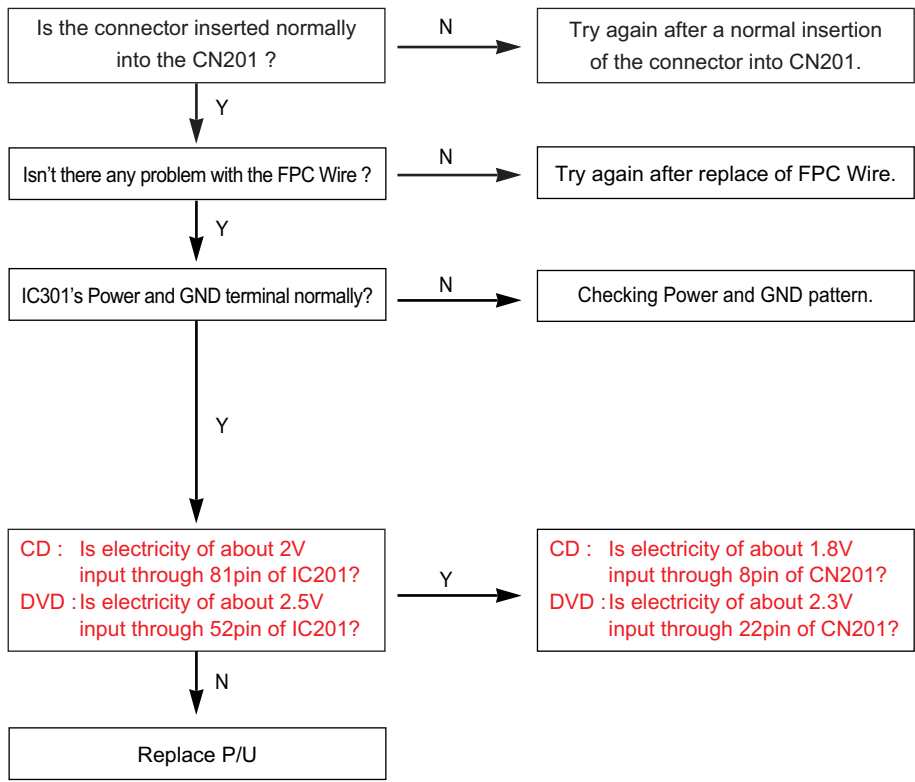 Is the connector inserted normally
into the CN201 ?
N
Try again after a normal insertion
of the connector into CN201.
Y
Isn't there any problem with the FPC Wire ?
N
Try again after replace of FPC Wire.
Y
IC301's Power and GND terminal normally?
N
Checking Power and GND pattern.
Y
CD : Is electricity of about 2V
input through 81pin of IC201?
DVD : Is electricity of about 2.5V
input through 52pin of IC201?
Y
CD : Is electricity of about 1.8V
input through 8pin of CN201?
DVD : Is electricity of about 2.3V
input through 22pin of CN201?
N
Replace P/U